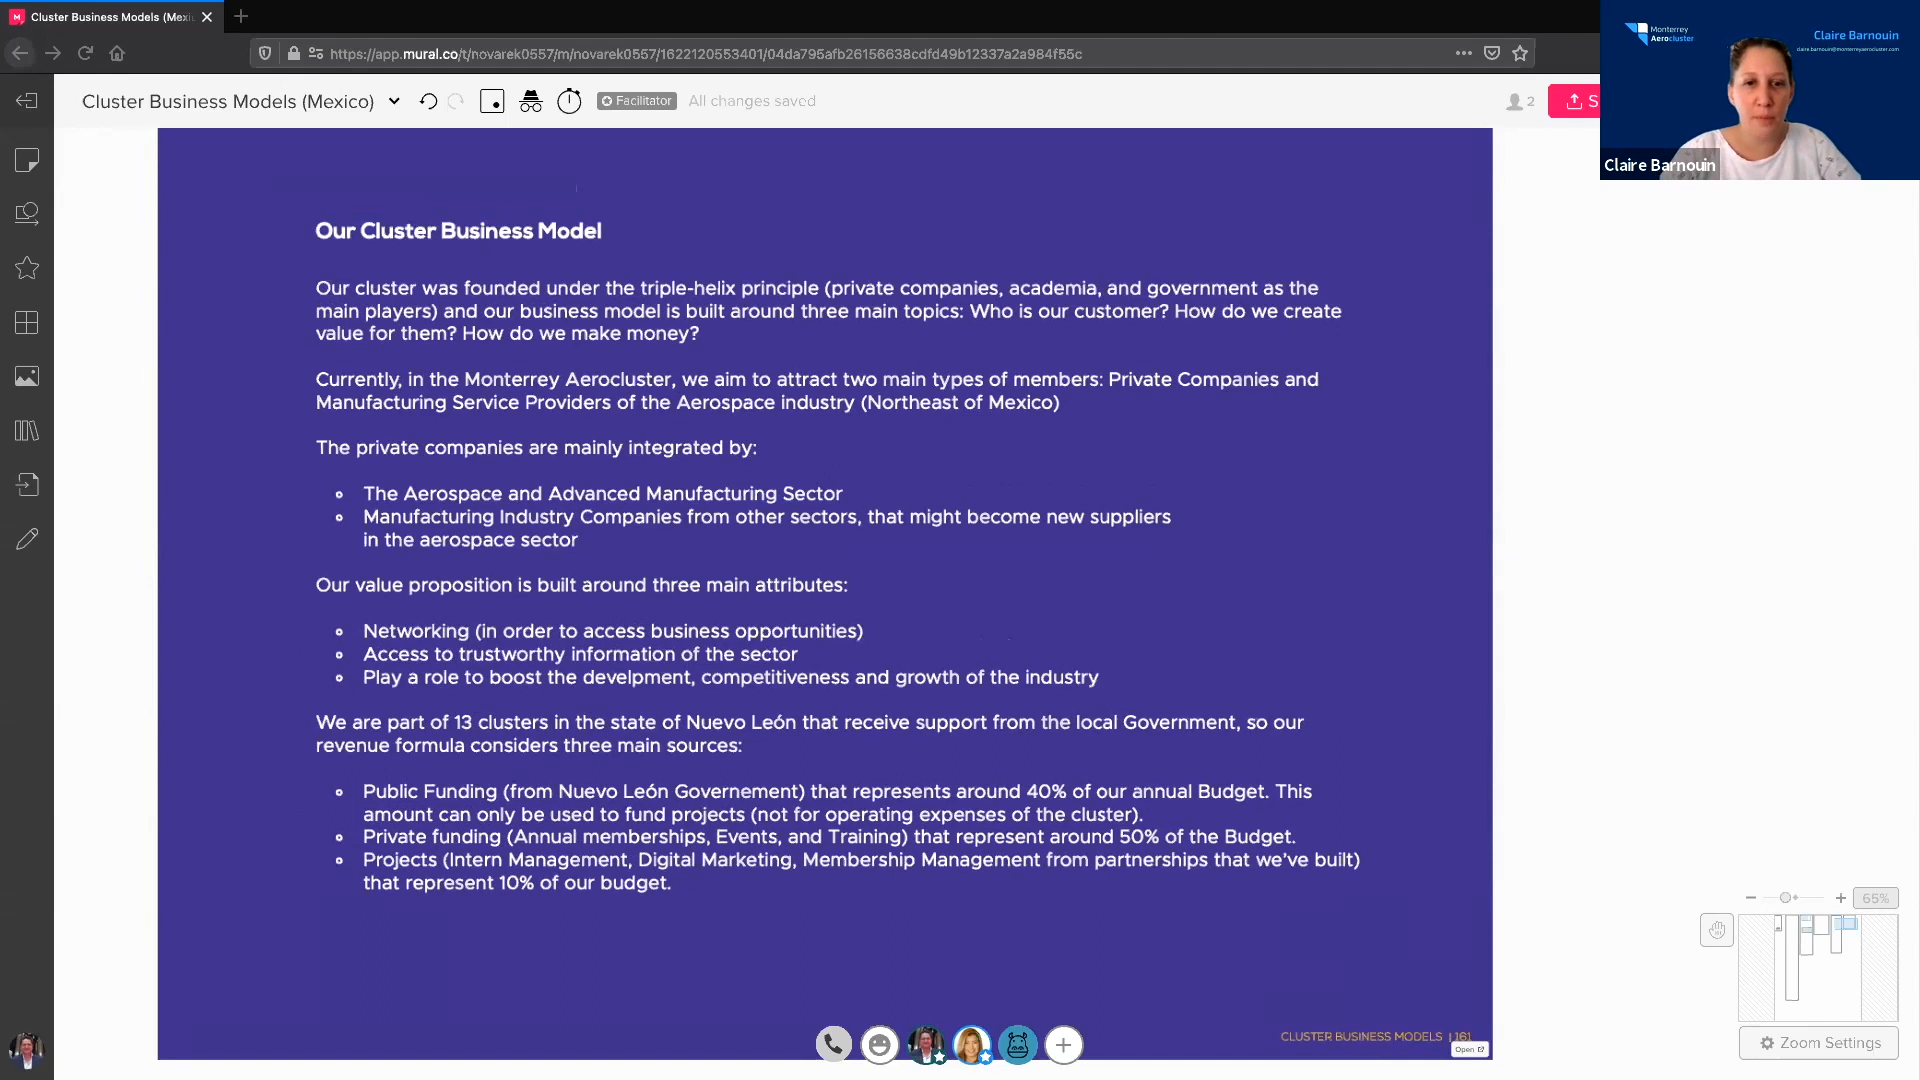 Cluster Business Models (Mexi
https://app.mural.co/t/novarek0557/m/novarek0557/1622120553401/04da795afb26156638cdfd49b12337a2a984f55c
Monterrey
Aerocluster
Claire Barnouin
claire.barnouin@monterreyaerocluster.com
Cluster Business Models (Mexico)
Facilitator
All changes saved
2
S
Claire Barnouin
Our Cluster Business Model
Our cluster was founded under the triple-helix principle (private companies, academia, and government as the
main players) and our business model is built around three main topics: Who is our customer? How do we create
value for them? How do we make money?
Currently, in the Monterrey Aerocluster, we aim to attract two main types of members: Private Companies and
Manufacturing Service Providers of the Aerospace industry (Northeast of Mexico)
The private companies are mainly integrated by:
The Aerospace and Advanced Manufacturing Sector
Manufacturing Industry Companies from other sectors, that might become new suppliers
in the aerospace sector
Our value proposition is built around three main attributes:
Networking (in order to access business opportunities)
Access to trustworthy information of the sector
Play a role to boost the develpment, competitiveness and growth of the industry
We are part of 13 clusters in the state of Nuevo León that receive support from the local Government, so our
revenue formula considers three main sources:
Public Funding (from Nuevo León Governement) that represents around 40% of our annual Budget. This
amount can only be used to fund projects (not for operating expenses of the cluster).
Private funding (Annual memberships, Events, and Training) that represent around 50% of the Budget.
Projects (Intern Management, Digital Marketing, Membership Management from partnerships that we've built)
that represent 10% of our budget.
65%
CLUSTER BUSINESS MODELS | 161
Open
Zoom Settings